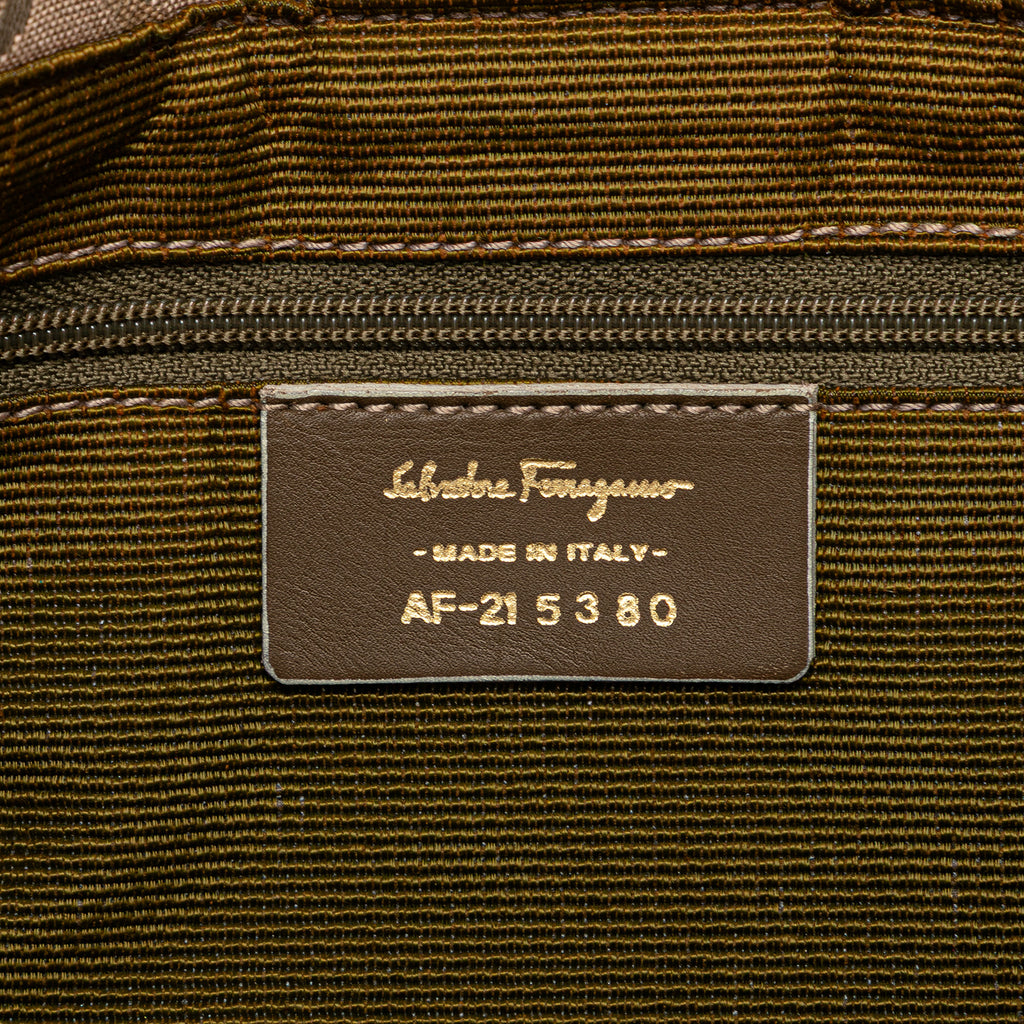 Salvatore Ferragamo
-MADE IN ITALY-
AF-21 5380